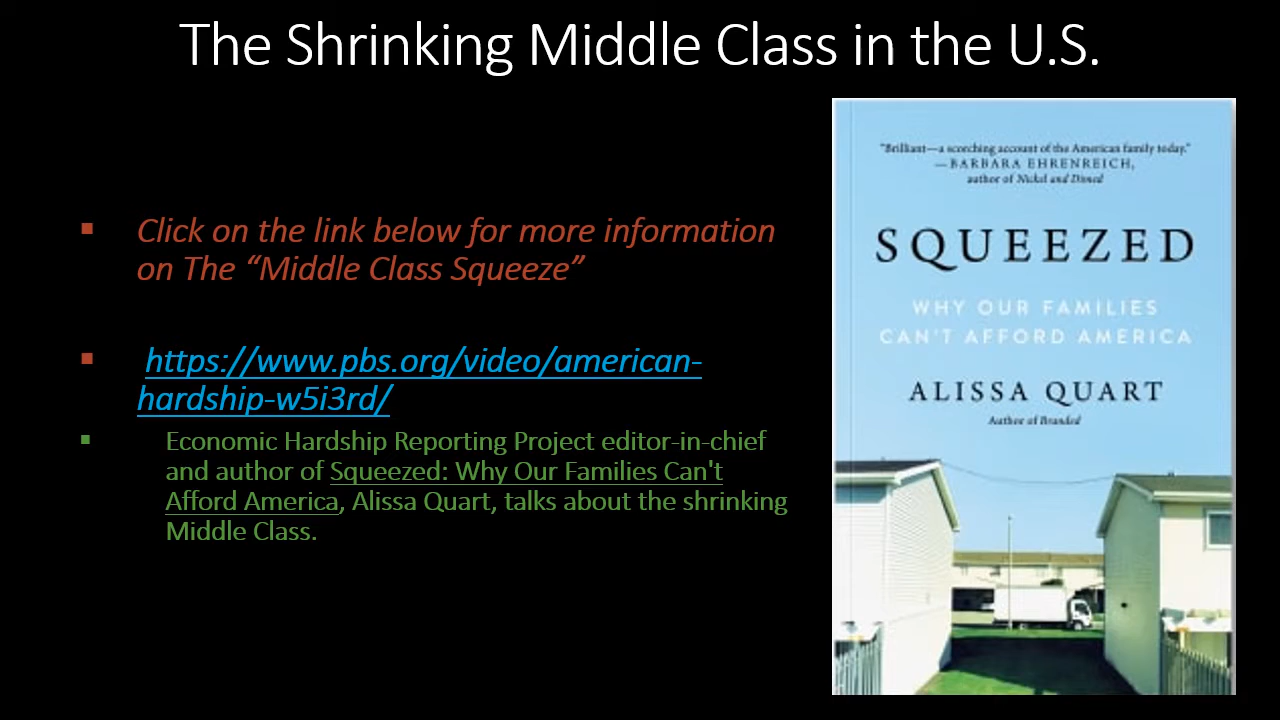 The Shrinking Middle Class in the U.S.
Click on the link below for more information
on The “Middle Class Squeeze”
https://www.pbs.org/video/american-
hardship-w5i3rd/
Economic Hardship Reporting Project editor-in-chief
and author of Squeezed: Why Our Families Can't
Afford America, Alissa Quart, talks about the shrinking
Middle Class.
"Brilliant—a scorching account of the American family today."
—BARBARA EHRENREICH,
author of Nickel and Dimed
SQUEEZED
WHY OUR FAMILIES
CAN'T AFFORD AMERICA
ALISSA QUART
Author of Branded